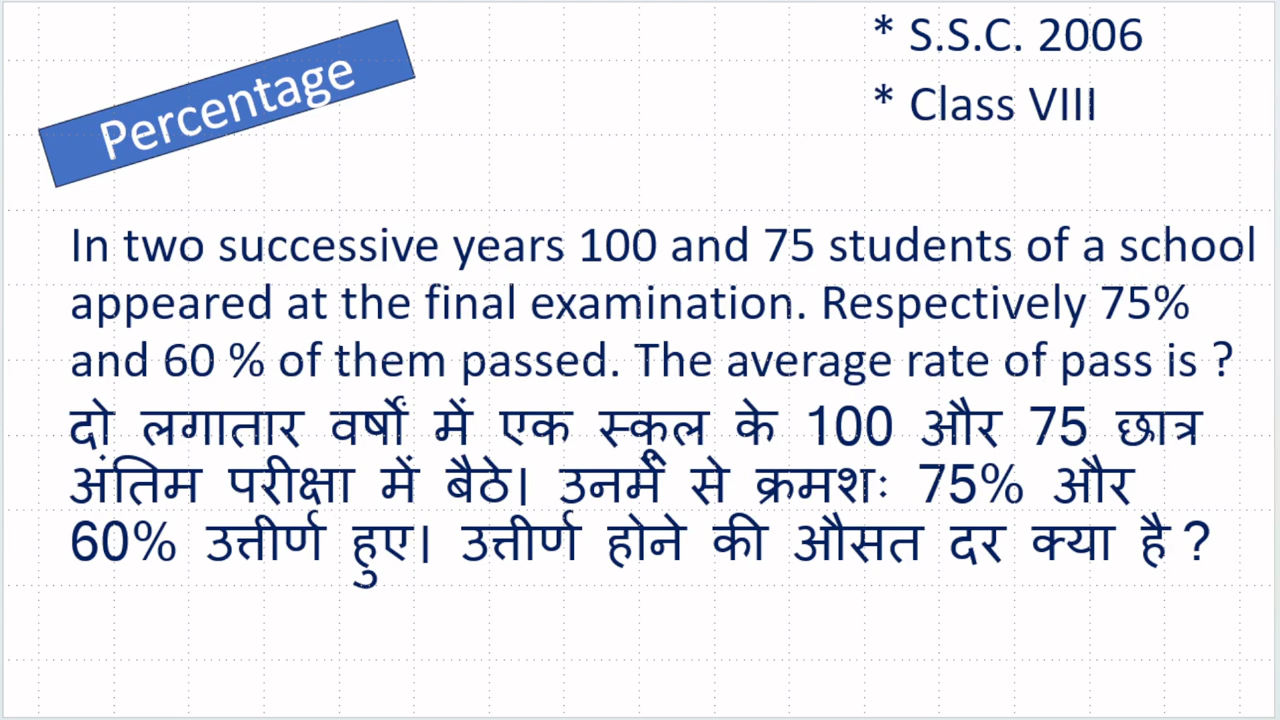 Percentage
* S.S.C. 2006
* Class VIII
In two successive years 100 and 75 students of a school
appeared at the final examination. Respectively 75%
and 60 % of them passed. The average rate of pass is ?
दो लगातार वर्षों में एक स्कूल के 100 और 75 छात्र
अंतिम परीक्षा में बैठे। उनमें से क्रमशः 75% और
60% उत्तीर्ण हुए। उत्तीर्ण होने की औसत दर क्या है ?